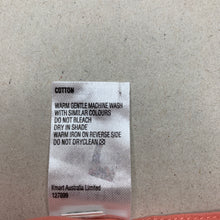 COTTON
WARM GENTLE MACHINE WASH
WITH SIMILAR COLOURS
DO NOT BLEACH
DRY IN SHADE
WARM IRON ON REVERSE SIDE
DO NOT DRYCLEAN
Kmart Australia Limited
127099